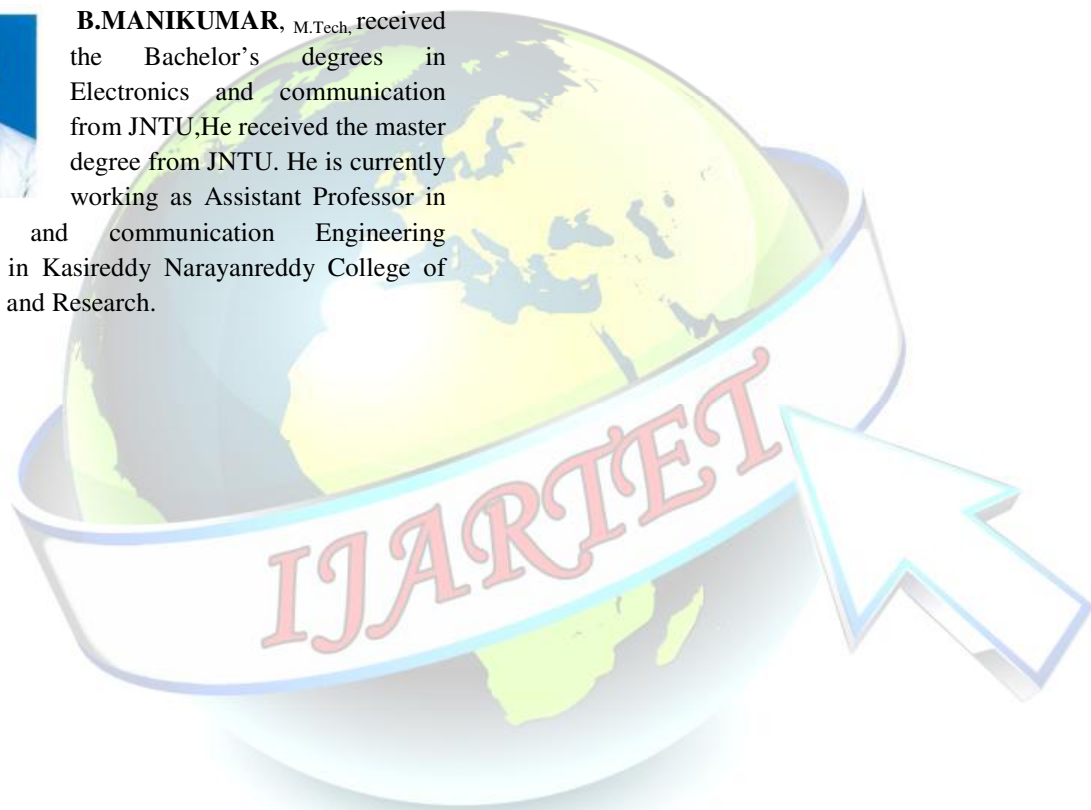 B.MANIKUMAR, M.Tech, received
the Bachelor's degrees in
Electronics and communication
from JNTU,He received the master
degree from JNTU. He is currently
working as Assistant Professor in
and communication Engineering
in Kasireddy Narayanreddy College of
and Research.
IJARTET